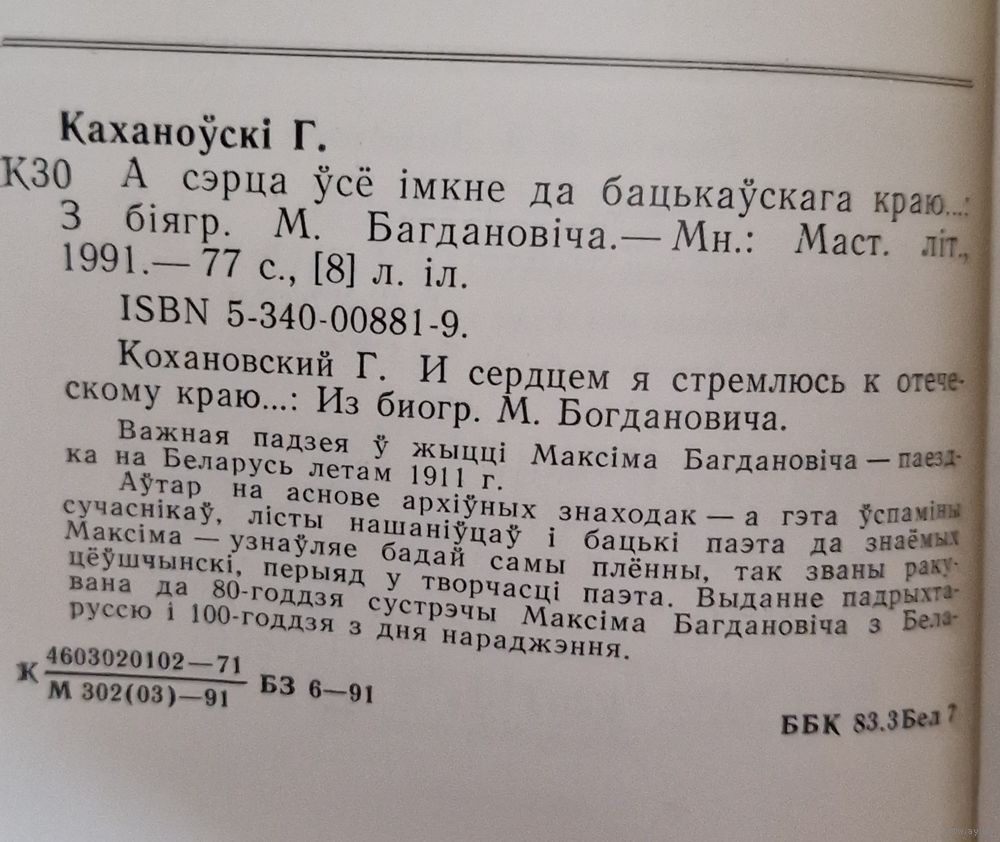 Каханоўскі Г.
К30 А сэрца ўсё імкне да бацькаўскага краю...:
З біягр. М. Багдановіча.— Мн.: Маст. літ.,
1991.— 77 с., [8] л. іл.
ISBN 5-340-00881-9.
Кохановский Г. И сердцем я стремлюсь к отече-
скому краю...: Из биогр. М. Богдановича.
Важная падзея ў жыцці Максіма Багдановіча — паезд-
ка на Беларусь летам 1911 г.
Аўтар на аснове архіўных знаходак — а гэта ўспаміны
сучаснікаў, лісты нашаніўцаў і бацькі паэта да знаёмых
Максіма — узнаўляе бадай самы плённы, так званы раку-
цёўшчынскі, перыяд у творчасці паэта. Выданне падрыхта-
вана да 80-годдзя сустрэчы Максіма Багдановіча з Бела-
руссю і 100-годдзя з дня нараджэння.
К 4603020102—71
М 302(03)—91 БЗ 6—91
ББК 83.3Бел 7